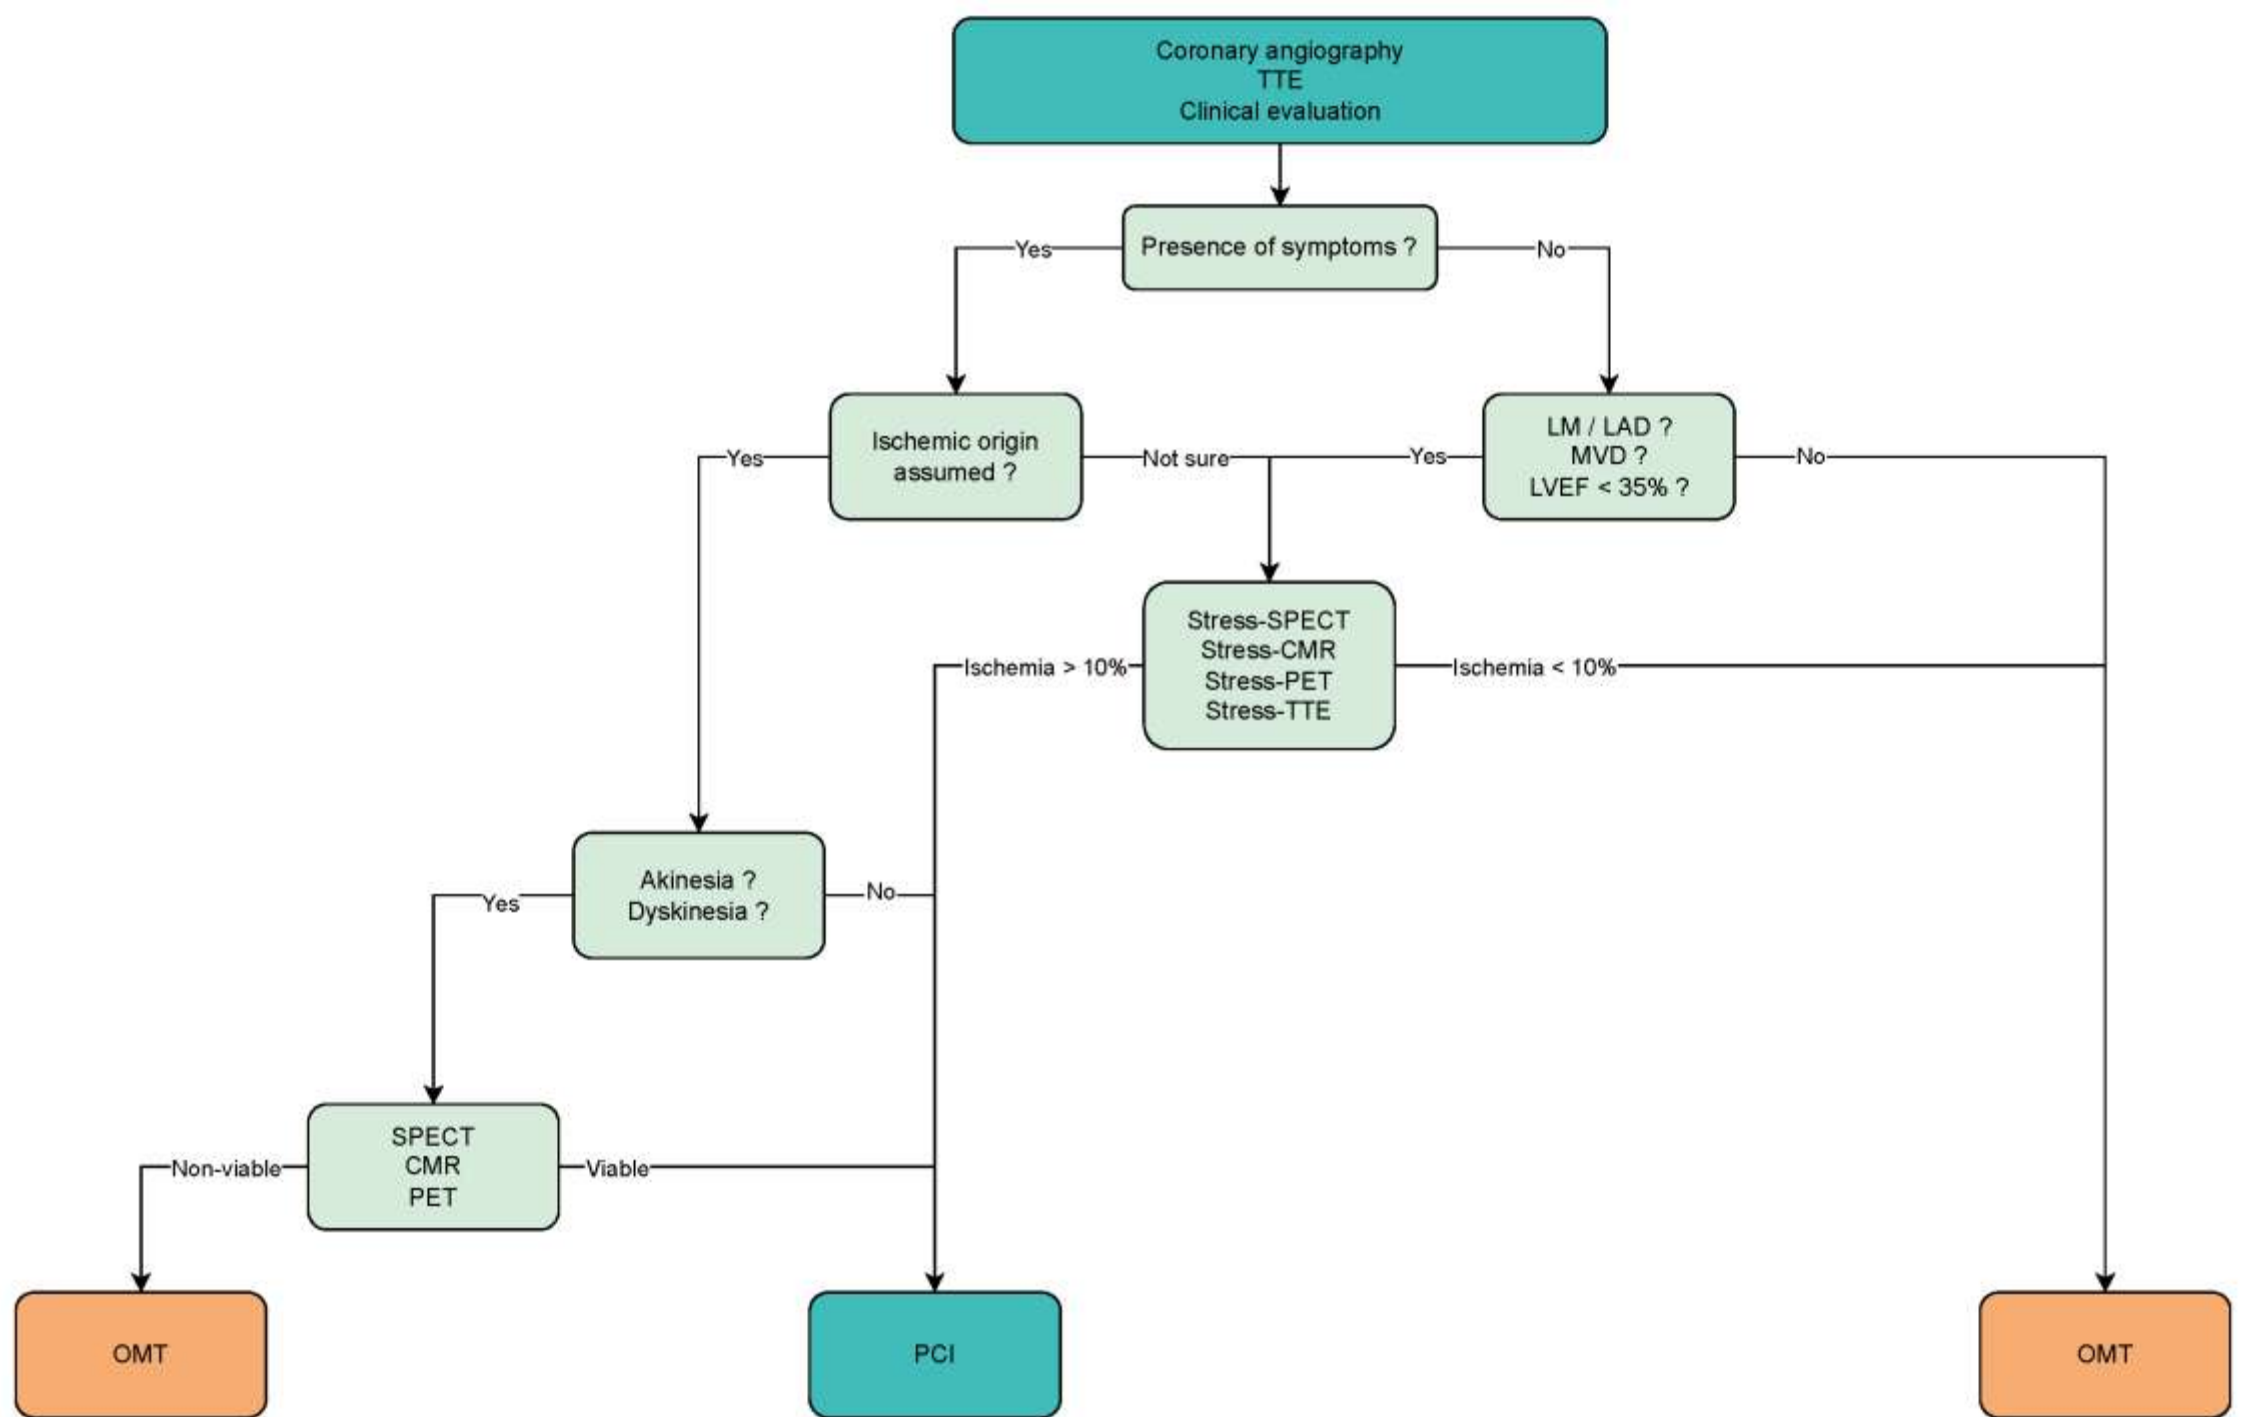 Coronary angiography
TTE
Clinical evaluation
Presence of symptoms ?
Yes
No
Ischemic origin
assumed ?
LM / LAD ?
MVD ?
LVEF < 35% ?
Yes
Not sure
Yes
No
Stress-SPECT
Stress-CMR
Stress-PET
Stress-TTE
Ischemia > 10%
Ischemia < 10%
Akinesia ?
Dyskinesia ?
Yes
No
SPECT
CMR
PET
Non-viable
Viable
OMT
PCI
OMT